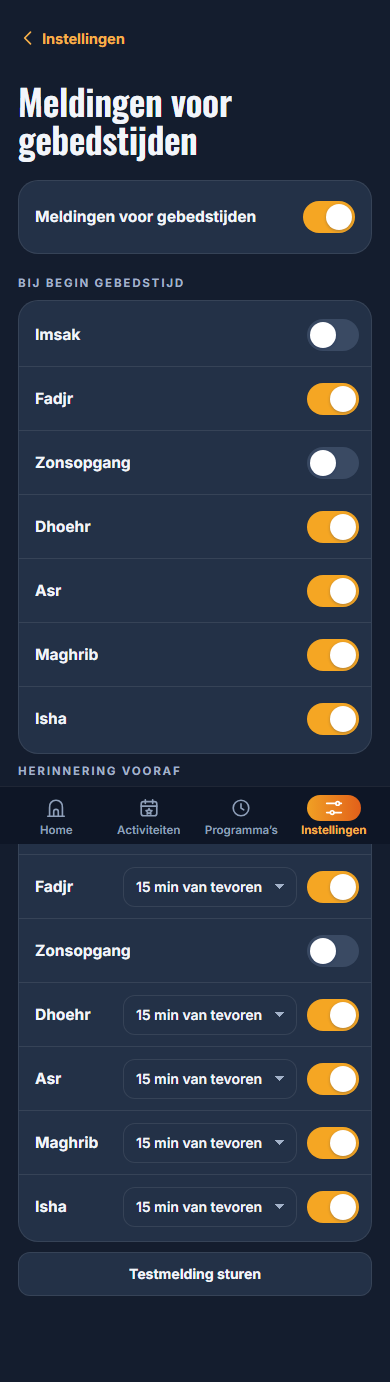 Instellingen
Meldingen voor
gebedstijden
Meldingen voor gebedstijden
BIJ BEGIN GEBEDSTIJD
Imsak
Fadjr
Zonsopgang
Dhoehr
Asr
Maghrib
Isha
HERINNERING VOORAF
Home Activiteiten Programma's Instellingen
Fadjr 15 min van tevoren
Zonsopgang
Dhoehr 15 min van tevoren
Asr 15 min van tevoren
Maghrib 15 min van tevoren
Isha 15 min van tevoren
Testmelding sturen